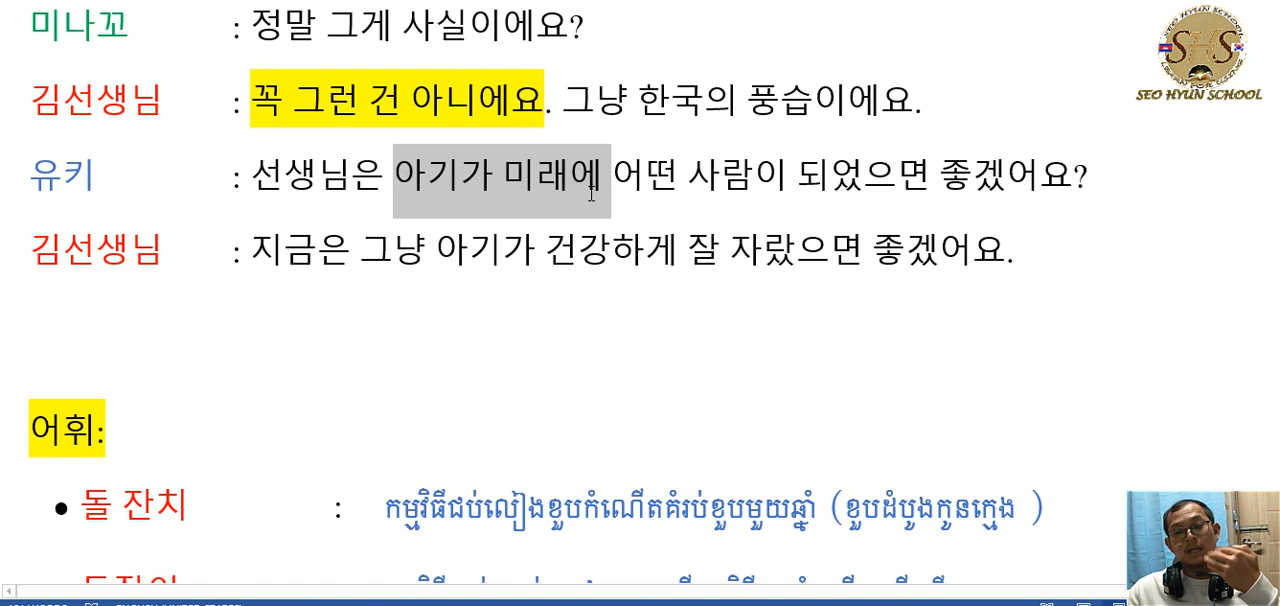 미나꼬 : 정말 그게 사실이에요?
SEO HYUN SCHOOL
SHS
SEO HYUN SCHOOL
김선생님 : 꼭 그런 건 아니에요. 그냥 한국의 풍습이에요.
유키 : 선생님은 아기가 미래에 어떤 사람이 되었으면 좋겠어요?
김선생님 : 지금은 그냥 아기가 건강하게 잘 자랐으면 좋겠어요.
어휘:
• 돌 잔치 : កម្មវិធីជប់លៀងខួបកំណើតគំរប់ខួបមួយឆ្នាំ (ខួបដំបូងកូនក្មេង )